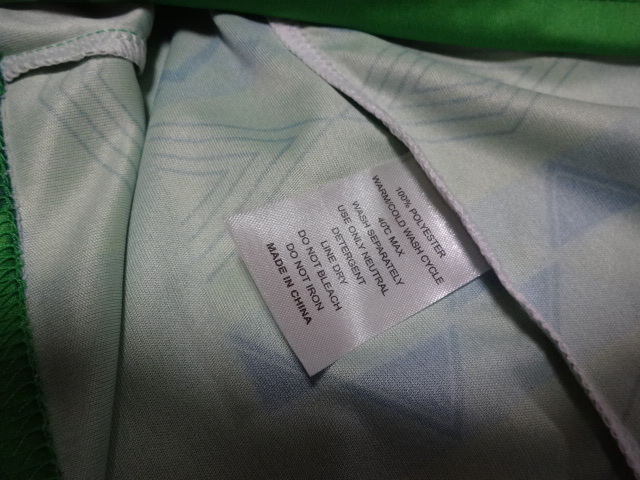 100% POLYESTER
WARM/COLD WASH CYCLE
40'C MAX
WASH SEPARATELY
USE ONLY NEUTRAL
DETERGENT
LINE DRY
DO NOT BLEACH
DO NOT IRON
MADE IN CHINA